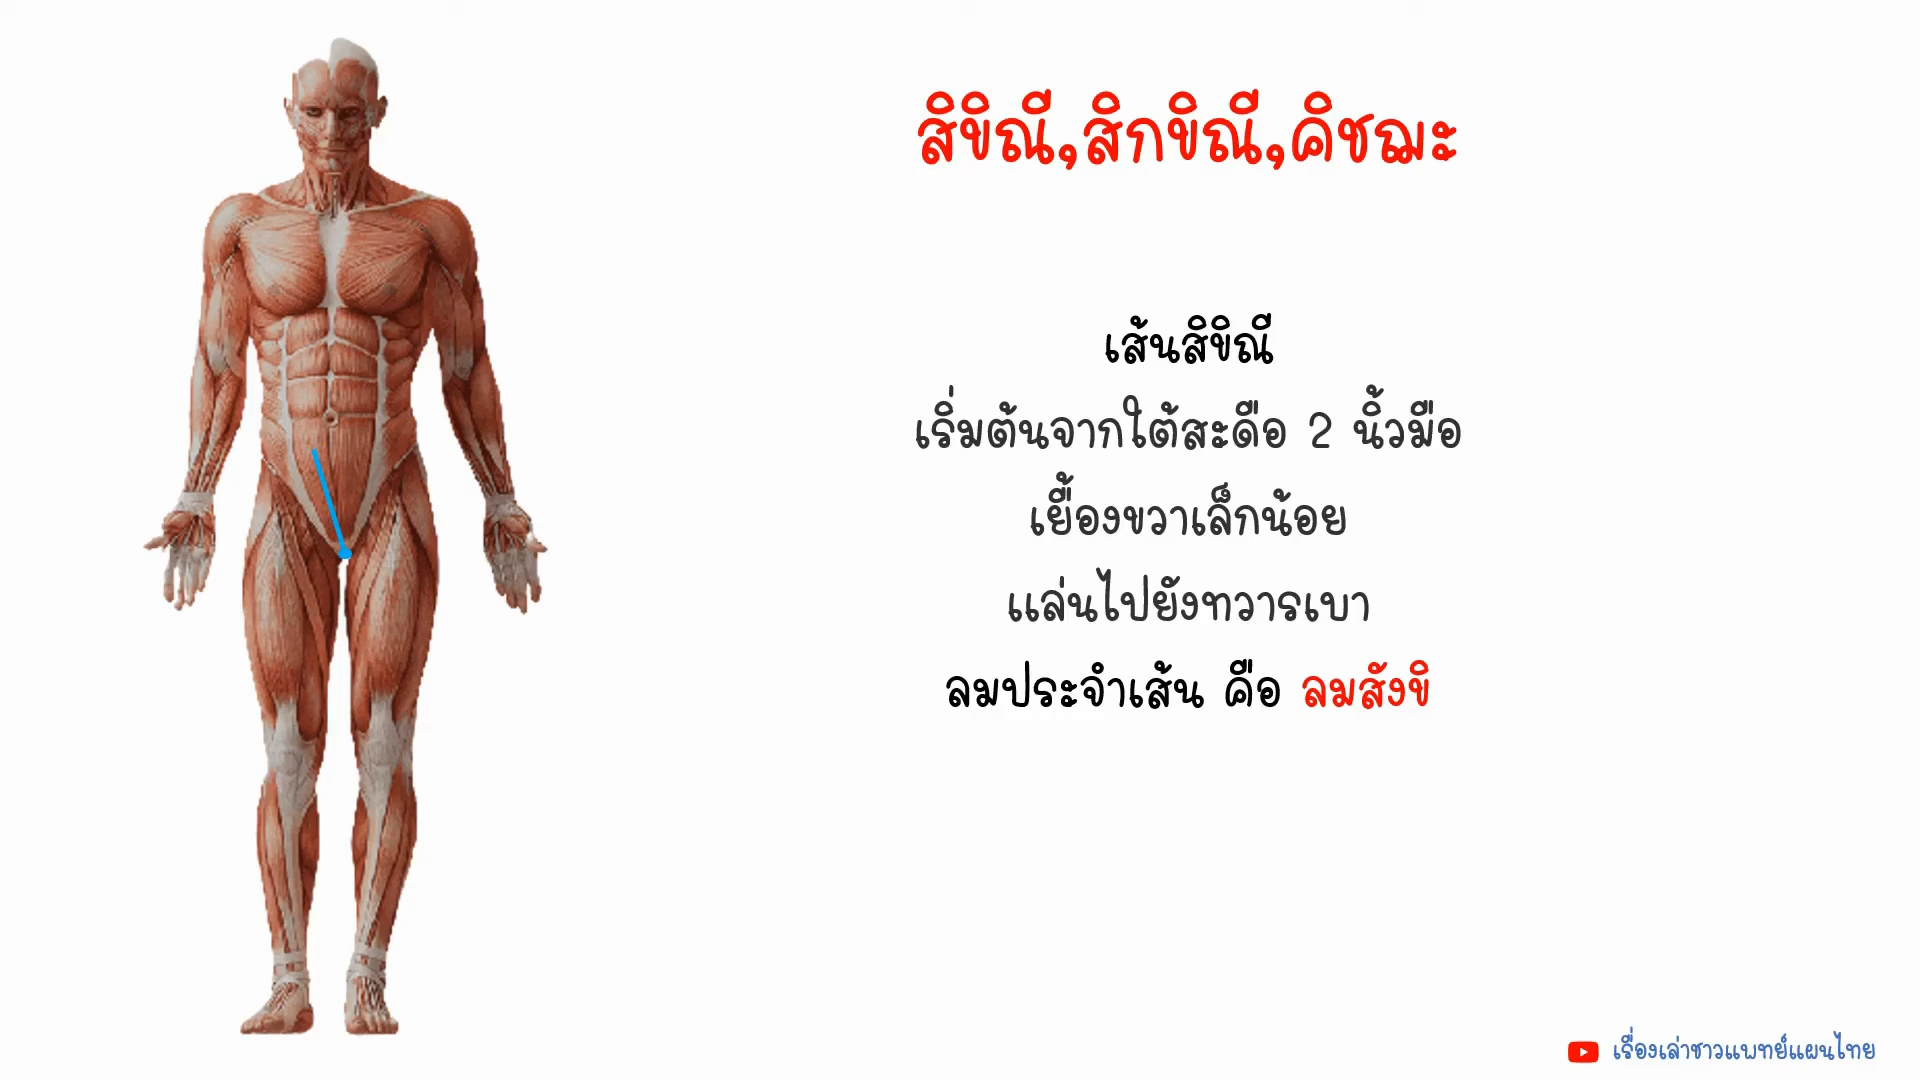 สิขิณี,สิกขิณี,คิชฌะ
เส้นสิขิณี
เริ่มต้นจากใต้สะดือ 2 นิ้วมือ
เยื้องขวาเล็กน้อย
แล่นไปยังทวารเบา
ลมประจำเส้น คือ ลมสังขิ
เรื่องเล่าชาวแพทย์แผนไทย